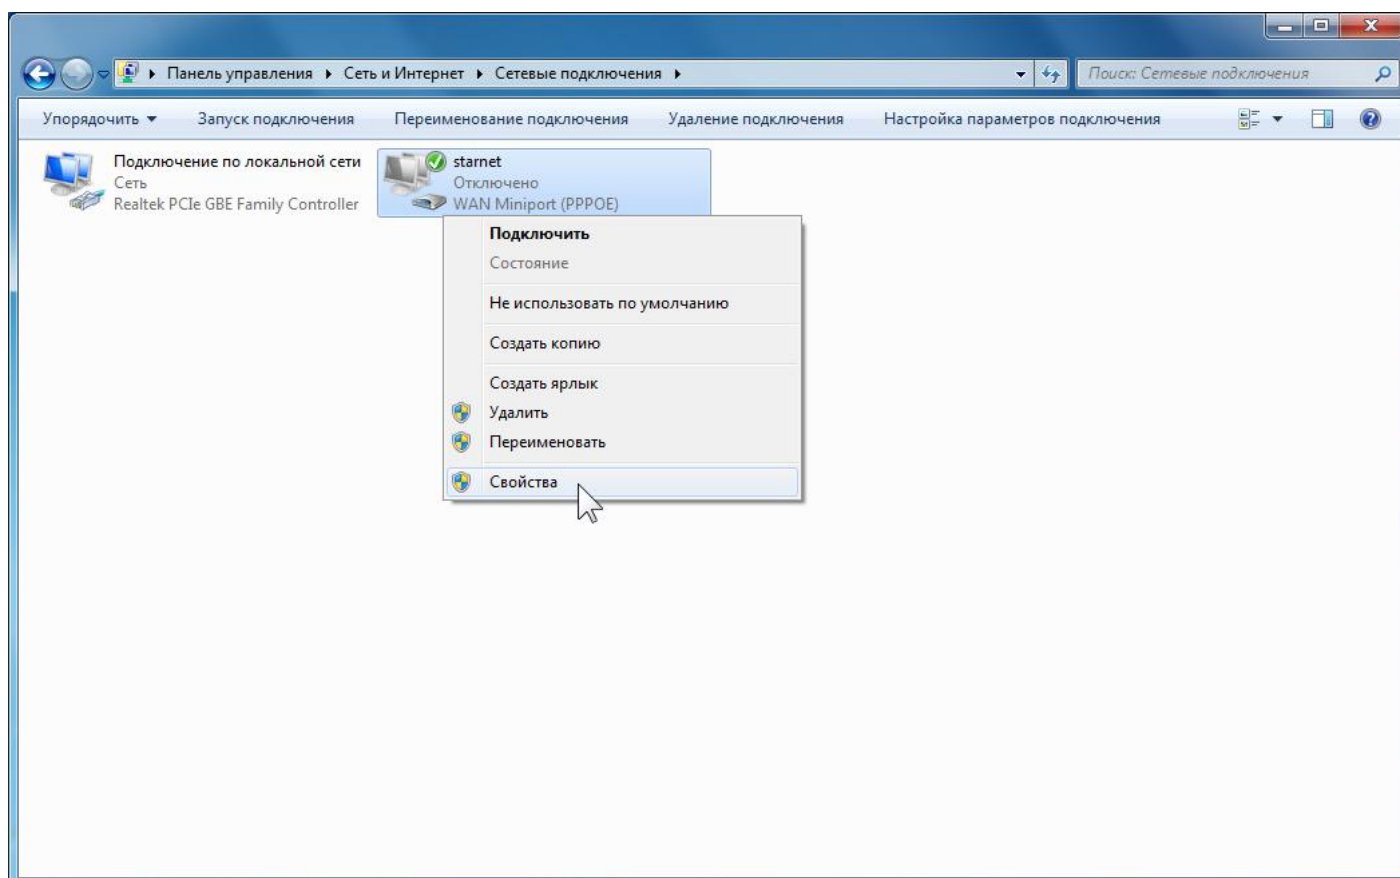 Панель управления Сеть и Интернет Сетевые подключения Поиск: Сетевые подключения
Упорядочить Запуск подключения Переименование подключения Удаление подключения Настройка параметров подключения
Подключение по локальной сети
Сеть
Realtek PCIe GBE Family Controller
starnet
Отключено
WAN Miniport (PPPOE)
Подключить
Состояние
Не использовать по умолчанию
Создать копию
Создать ярлык
Удалить
Переименовать
Свойства